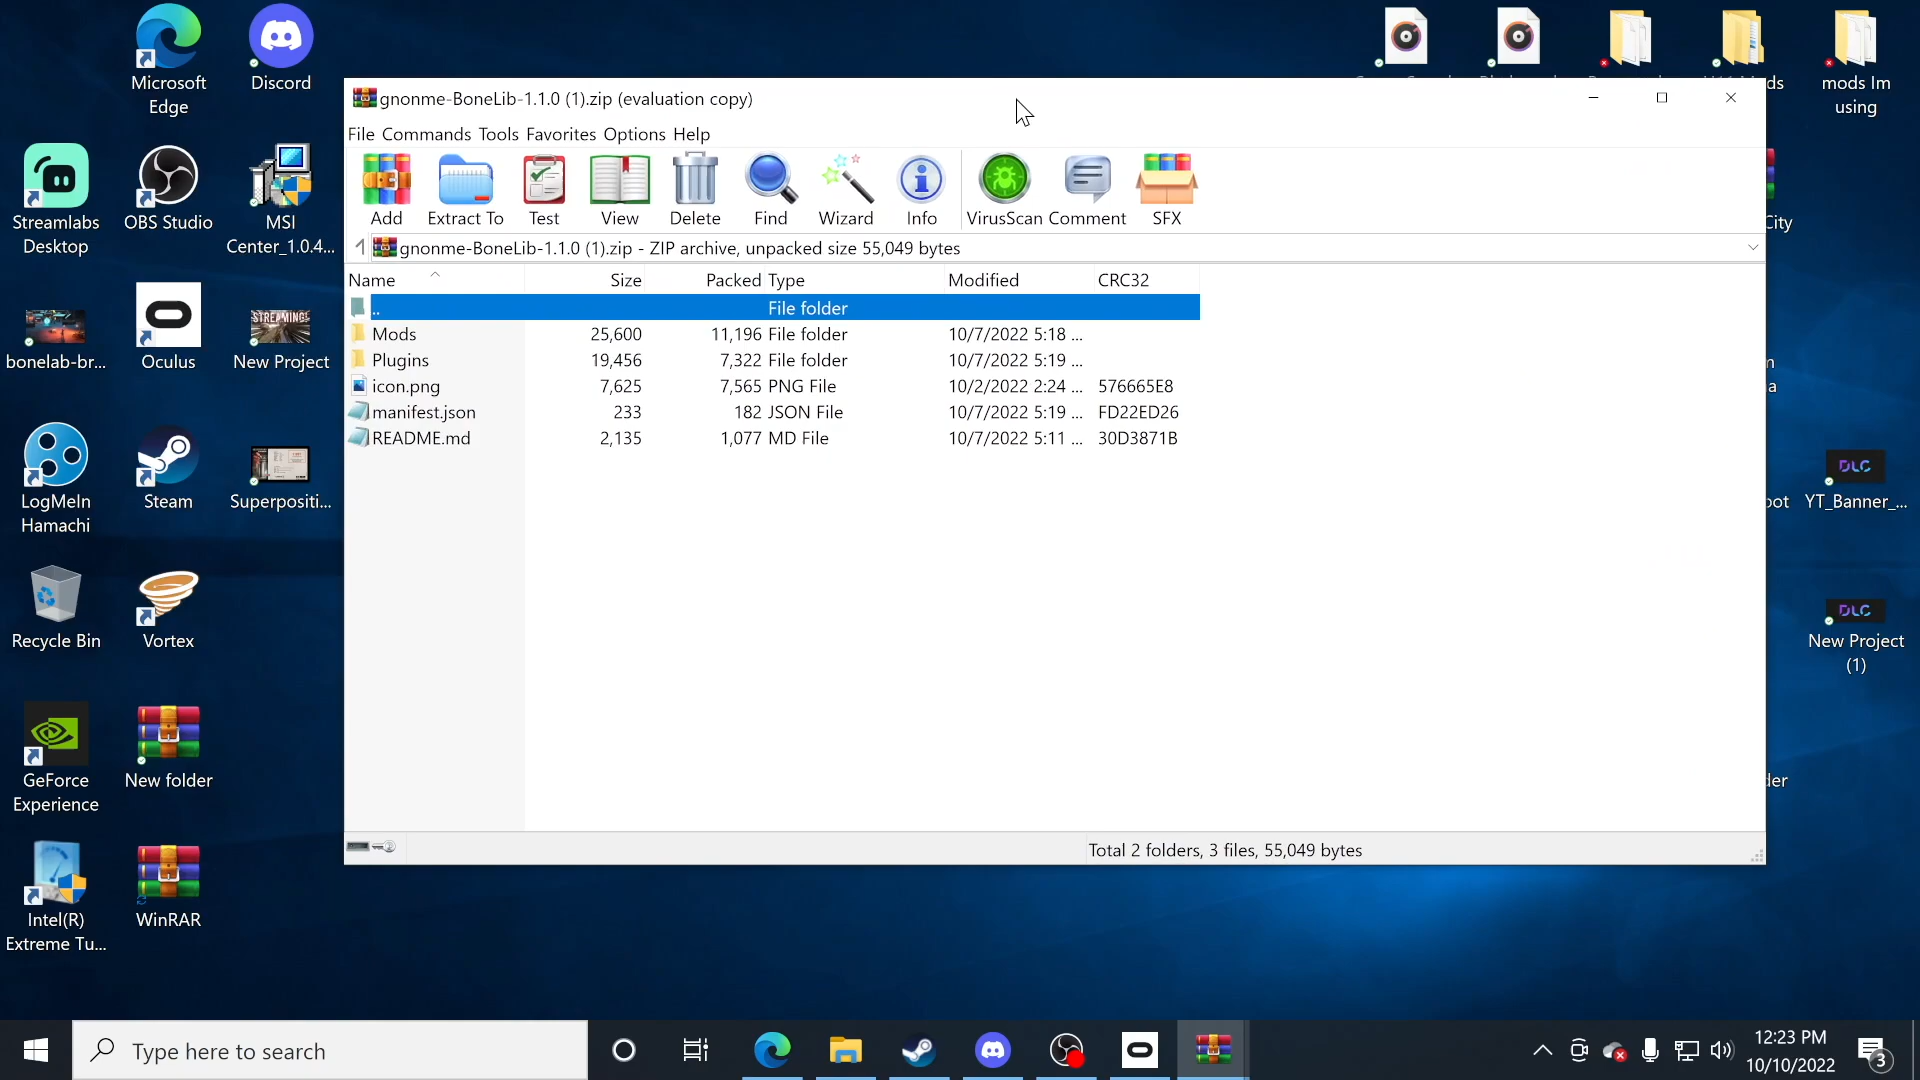 Microsoft
Edge
Discord
mods Im
using
gnonme-BoneLib-1.1.0 (1).zip (evaluation copy)
File Commands Tools Favorites Options Help
Add
Extract To
Test
View
Delete
Find
Wizard
Info
VirusScan
Comment
SFX
gnonme-BoneLib-1.1.0 (1).zip - ZIP archive, unpacked size 55,049 bytes
Name Size Packed Type Modified CRC32
.. File folder
Mods 25,600 11,196 File folder 10/7/2022 5:18 ...
Plugins 19,456 7,322 File folder 10/7/2022 5:19 ...
icon.png 7,625 7,565 PNG File 10/2/2022 2:24 ... 576665E8
manifest.json 233 182 JSON File 10/7/2022 5:19 ... FD22ED26
README.md 2,135 1,077 MD File 10/7/2022 5:11 ... 30D3871B
Total 2 folders, 3 files, 55,049 bytes
Streamlabs
Desktop
OBS Studio
MSI
Center_1.0.4...
City
bonelab-br...
Oculus
STREAMING!
New Project
LogMeIn
Hamachi
Steam
Superpositi...
DLC
YT_Banner_...
Recycle Bin
Vortex
DLC
New Project
(1)
GeForce
Experience
New folder
Intel(R)
Extreme Tu...
WinRAR
Type here to search
12:23 PM
10/10/2022
3